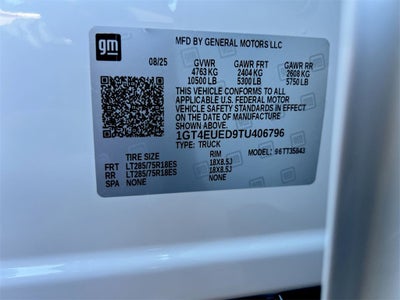 gm
MFD BY GENERAL MOTORS LLC
08/25 GVWR GAWR FRT GAWR RR
4763 KG 2404 KG 2608 KG
10500 LB 5300 LB 5750 LB
THIS VEHICLE CONFORMS TO ALL
APPLICABLE U.S. FEDERAL MOTOR
VEHICLE SAFETY STANDARDS IN
EFFECT ON THE DATE OF MANUFACTURE
SHOWN ABOVE.
1GT4EUED9TU406796
TYPE: TRUCK
TIRE SIZE RIM MODEL: 96TT35843
FRT LT285/75R18ES 18X8.5J
RR LT285/75R18ES 18X8.5J
SPA NONE NONE